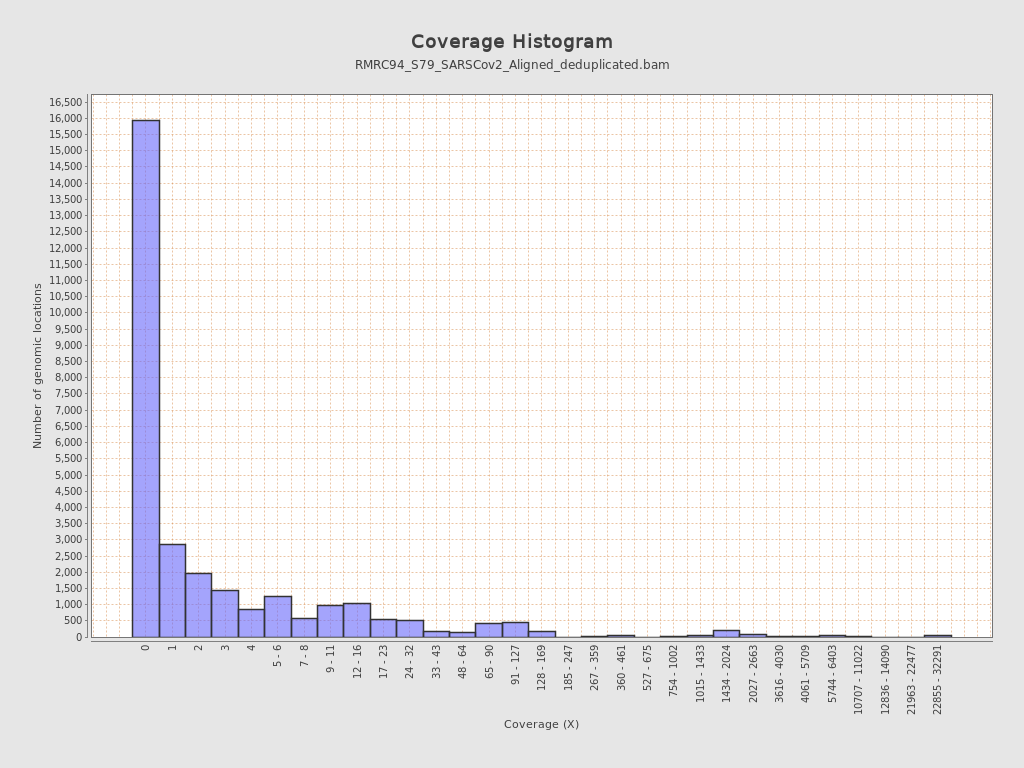 Coverage Histogram
RMRC94_S79_SARSCov2_Aligned_deduplicated.bam
Number of genomic locations
16,500
16,000
15,500
15,000
14,500
14,000
13,500
13,000
12,500
12,000
11,500
11,000
10,500
10,000
9,500
9,000
8,500
8,000
7,500
7,000
6,500
6,000
5,500
5,000
4,500
4,000
3,500
3,000
2,500
2,000
1,500
1,000
500
0
0
1
2
3
4
5 - 6
7 - 8
9 - 11
12 - 16
17 - 23
24 - 32
33 - 43
48 - 64
65 - 90
91 - 127
128 - 169
185 - 247
267 - 359
360 - 461
527 - 675
754 - 1002
1015 - 1433
1434 - 2024
2027 - 2663
3616 - 4030
4061 - 5709
5744 - 6403
10707 - 11022
12836 - 14090
21963 - 22477
22855 - 32291
Coverage (X)